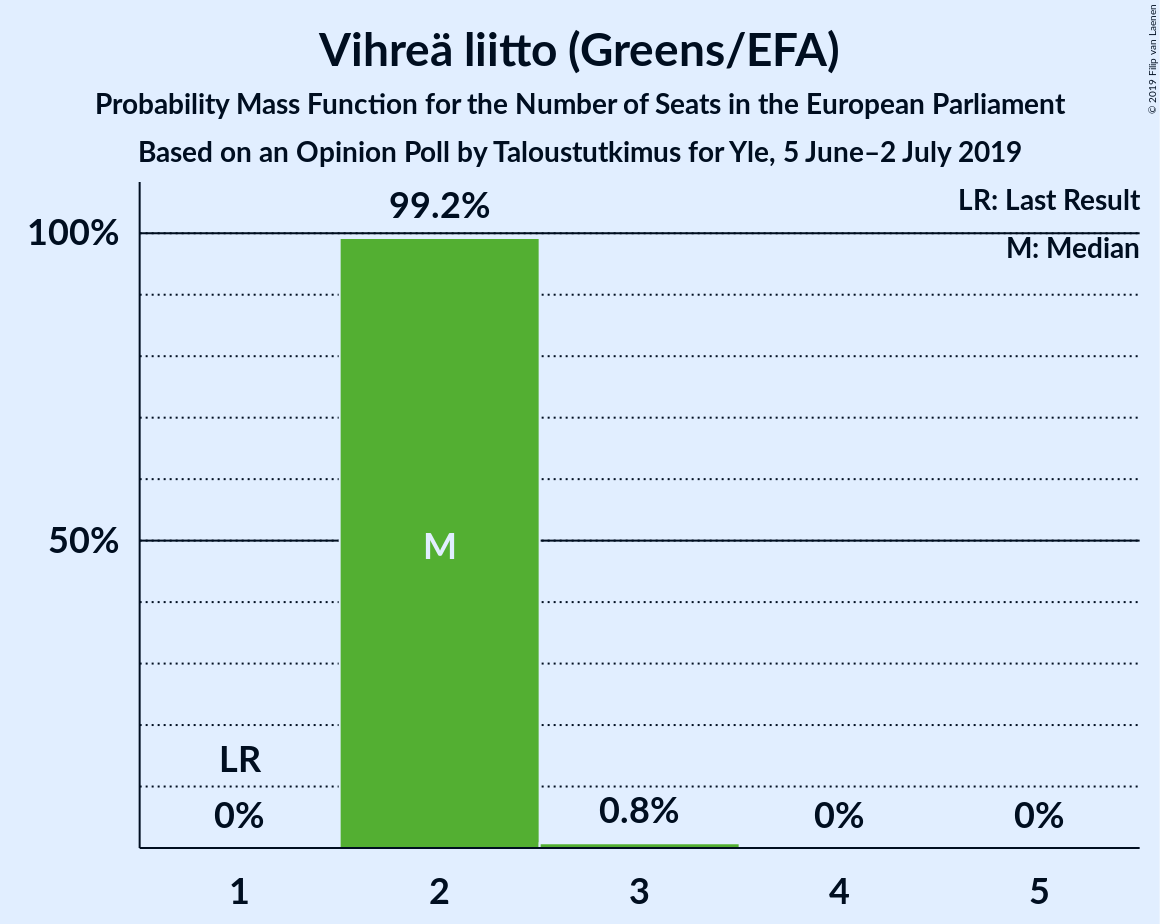 Vihreä liitto (Greens/EFA)
Probability Mass Function for the Number of Seats in the European Parliament
Based on an Opinion Poll by Taloustutkimus for Yle, 5 June–2 July 2019
© 2019 Filip van Laenen
LR: Last Result
M: Median
99.2%
100%
50%
M
LR
0%
0.8%
0%
0%
1 2 3 4 5